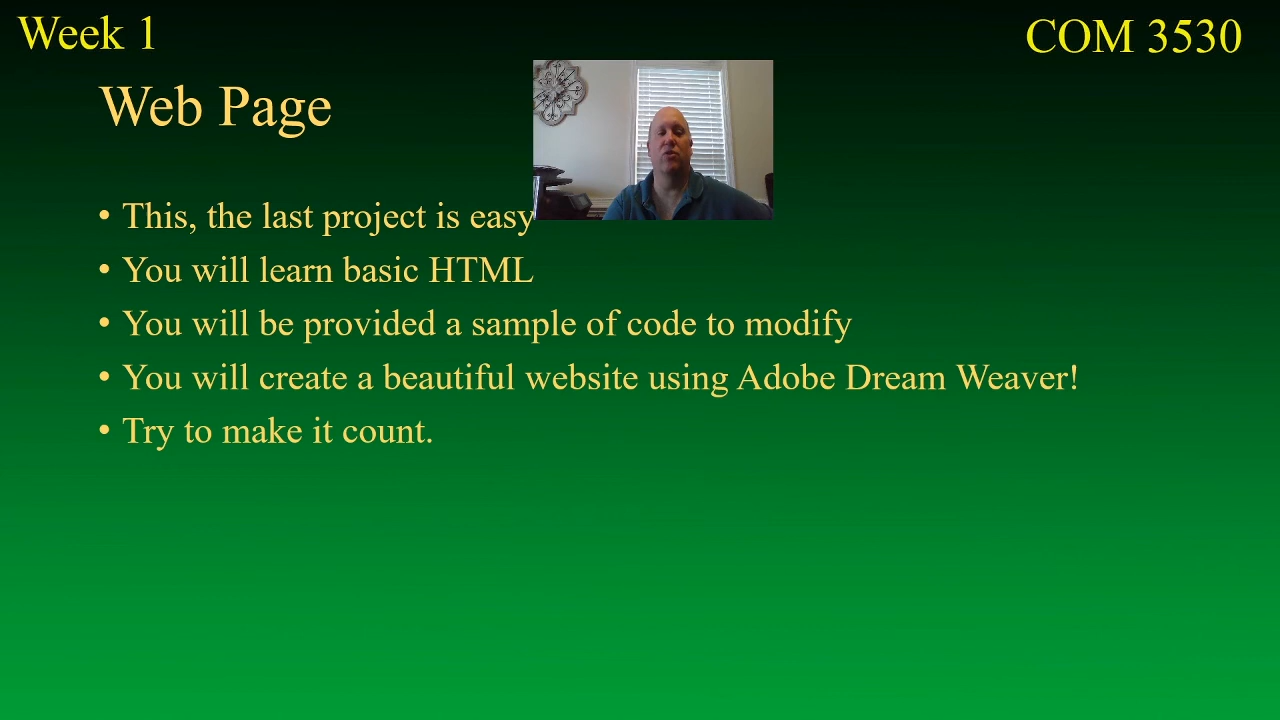 Week 1
COM 3530
Web Page
• This, the last project is easy
• You will learn basic HTML
• You will be provided a sample of code to modify
• You will create a beautiful website using Adobe Dream Weaver!
• Try to make it count.